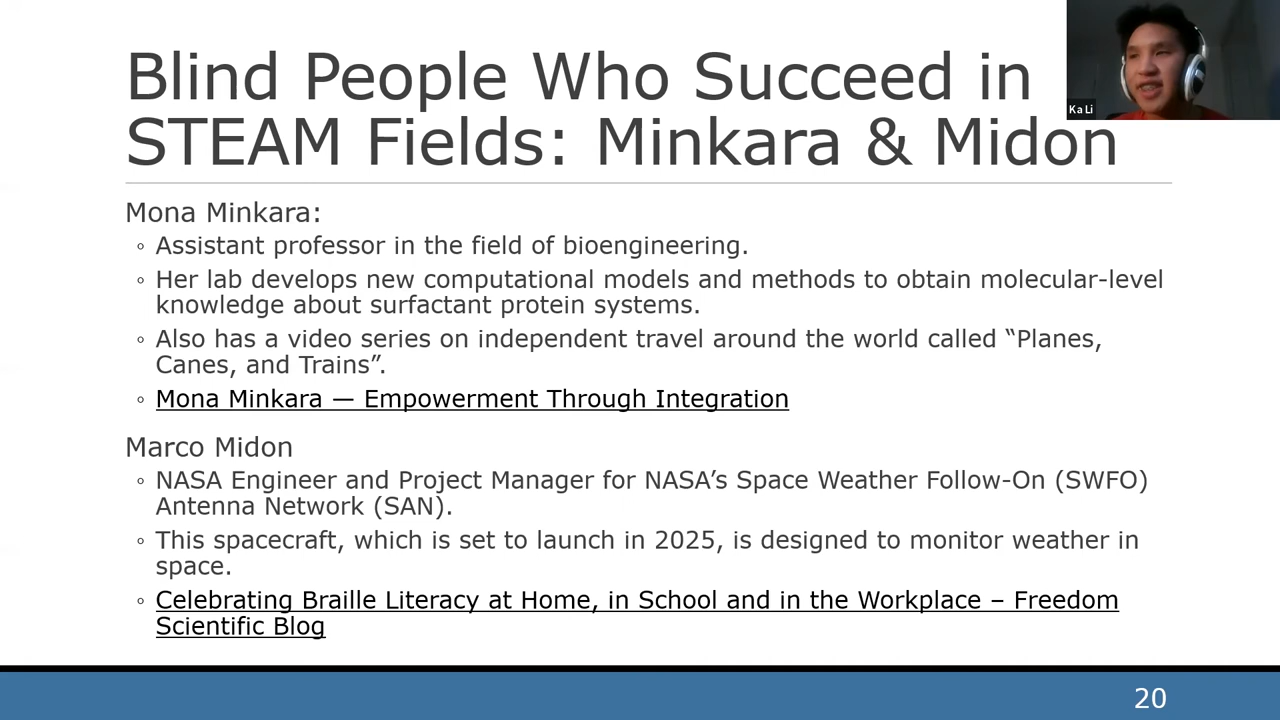 Blind People Who Succeed in
STEAM Fields: Minkara & Midon
Ka Li
Mona Minkara:
◦ Assistant professor in the field of bioengineering.
◦ Her lab develops new computational models and methods to obtain molecular-level
knowledge about surfactant protein systems.
◦ Also has a video series on independent travel around the world called “Planes,
Canes, and Trains”.
◦ Mona Minkara — Empowerment Through Integration
Marco Midon
◦ NASA Engineer and Project Manager for NASA’s Space Weather Follow-On (SWFO)
Antenna Network (SAN).
◦ This spacecraft, which is set to launch in 2025, is designed to monitor weather in
space.
◦ Celebrating Braille Literacy at Home, in School and in the Workplace – Freedom
Scientific Blog
20